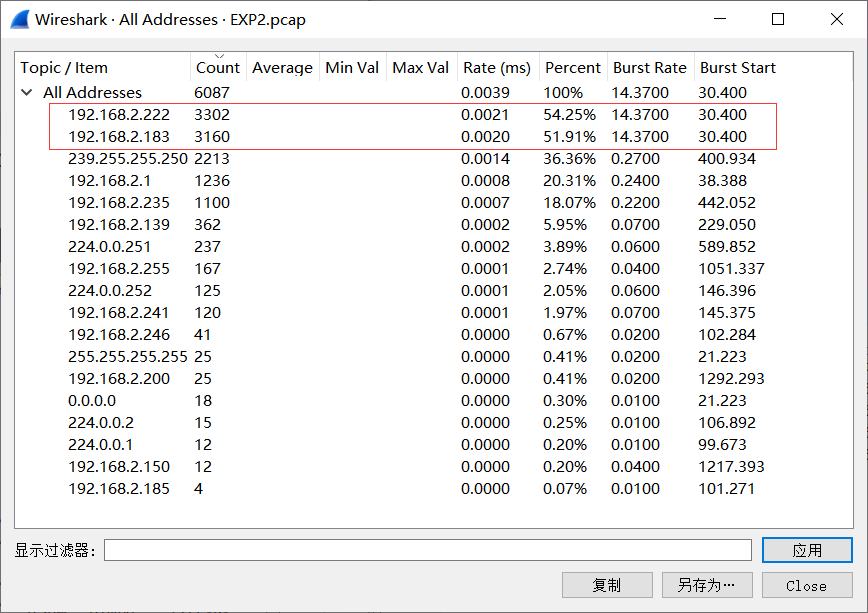 Wireshark · All Addresses · EXP2.pcap
Topic / Item Count Average Min Val Max Val Rate (ms) Percent Burst Rate Burst Start
All Addresses 6087 0.0039 100% 14.3700 30.400
192.168.2.222 3302 0.0021 54.25% 14.3700 30.400
192.168.2.183 3160 0.0020 51.91% 14.3700 30.400
239.255.255.250 2213 0.0014 36.36% 0.2700 400.934
192.168.2.1 1236 0.0008 20.31% 0.2400 38.388
192.168.2.235 1100 0.0007 18.07% 0.2200 442.052
192.168.2.139 362 0.0002 5.95% 0.0700 229.050
224.0.0.251 237 0.0002 3.89% 0.0600 589.852
192.168.2.255 167 0.0001 2.74% 0.0400 1051.337
224.0.0.252 125 0.0001 2.05% 0.0600 146.396
192.168.2.241 120 0.0001 1.97% 0.0700 145.375
192.168.2.246 41 0.0000 0.67% 0.0200 102.284
255.255.255.255 25 0.0000 0.41% 0.0200 21.223
192.168.2.200 25 0.0000 0.41% 0.0200 1292.293
0.0.0.0 18 0.0000 0.30% 0.0100 21.223
224.0.0.2 15 0.0000 0.25% 0.0100 106.892
224.0.0.1 12 0.0000 0.20% 0.0100 99.673
192.168.2.150 12 0.0000 0.20% 0.0400 1217.393
192.168.2.185 4 0.0000 0.07% 0.0100 101.271
显示过滤器: 应用
复制 另存为… Close